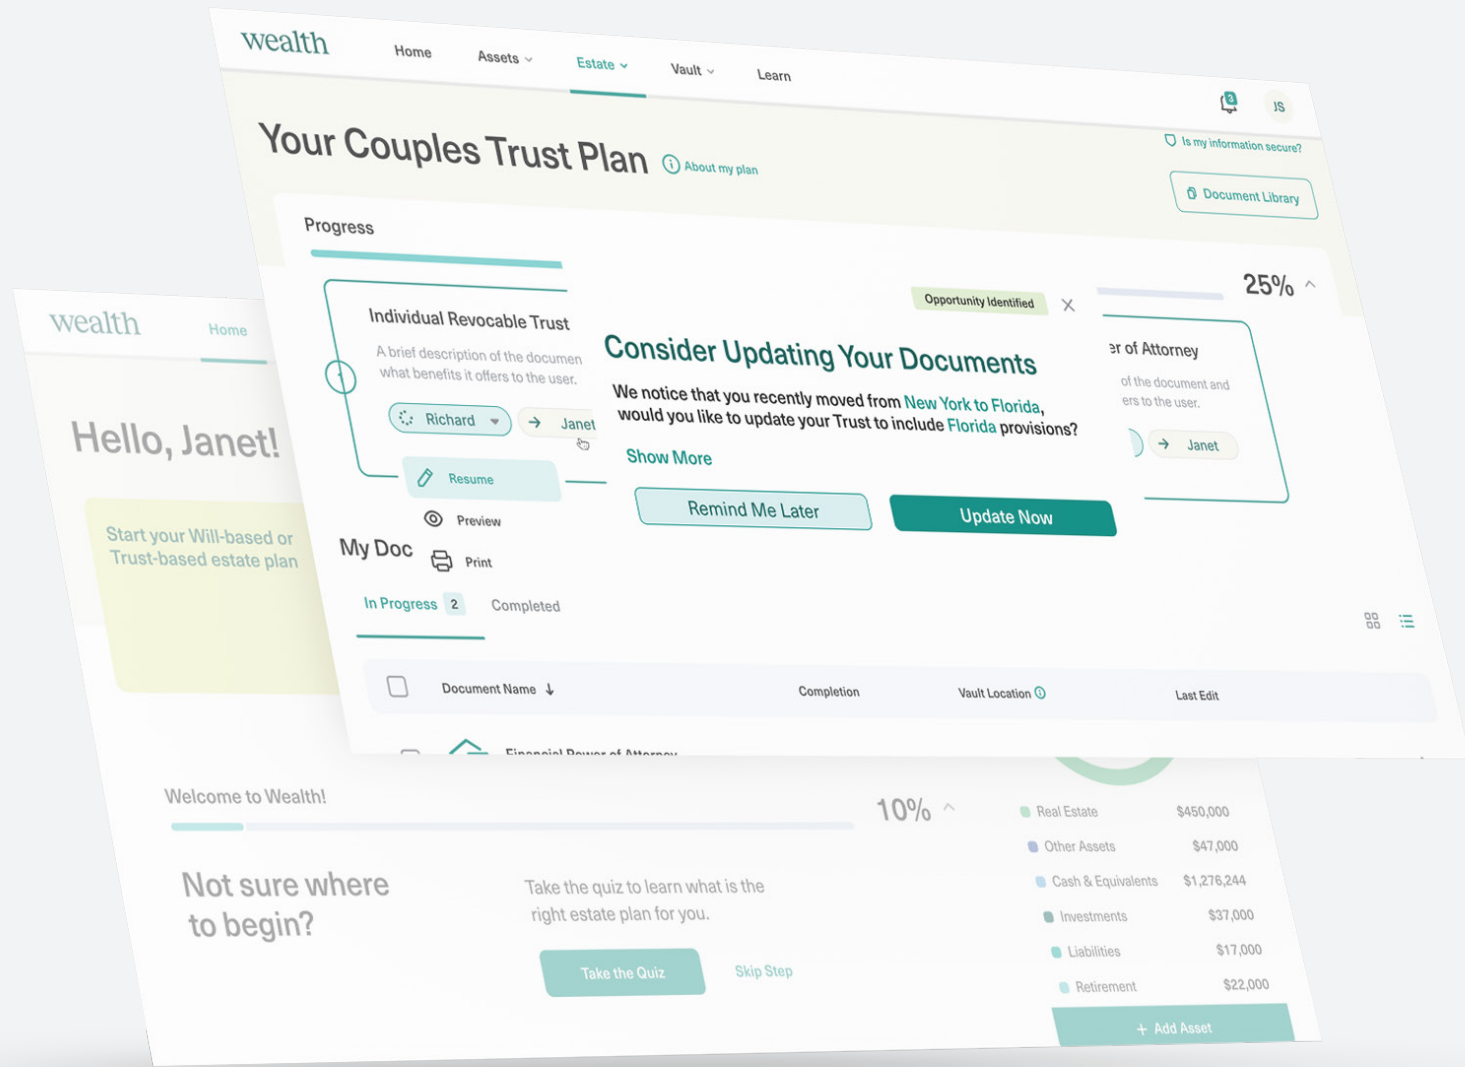 wealth
Home
Assets
Estate
Vault
Learn
3
JS
Your Couples Trust Plan
About my plan
Is my information secure?
Document Library
Progress
25%
Individual Revocable Trust
A brief description of the documen
what benefits it offers to the user.
Richard
Janet
Resume
Preview
Print
Opportunity Identified
Consider Updating Your Documents
We notice that you recently moved from New York to Florida,
would you like to update your Trust to include Florida provisions?
Show More
Remind Me Later
Update Now
er of Attorney
of the document and
ers to the user.
Janet
My Doc
In Progress 2
Completed
Document Name
Completion
Vault Location
Last Edit
Financial Power of Attorney
wealth
Home
Hello, Janet!
Start your Will-based or
Trust-based estate plan
Welcome to Wealth!
10%
Not sure where
to begin?
Take the quiz to learn what is the
right estate plan for you.
Take the Quiz
Skip Step
Real Estate $450,000
Other Assets $47,000
Cash & Equivalents $1,276,244
Investments $37,000
Liabilities $17,000
Retirement $22,000
+ Add Asset